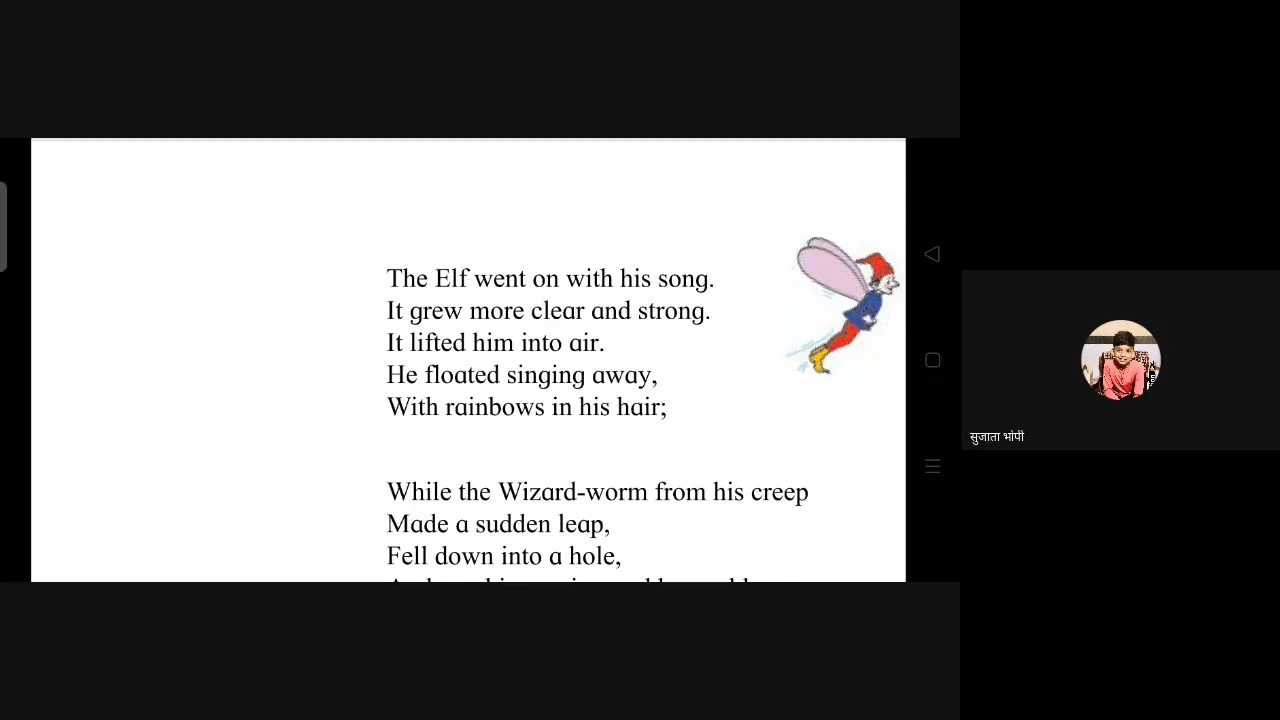 The Elf went on with his song.
It grew more clear and strong.
It lifted him into air.
He floated singing away,
With rainbows in his hair;
While the Wizard-worm from his creep
Made a sudden leap,
Fell down into a hole,
सुजाता भोपी